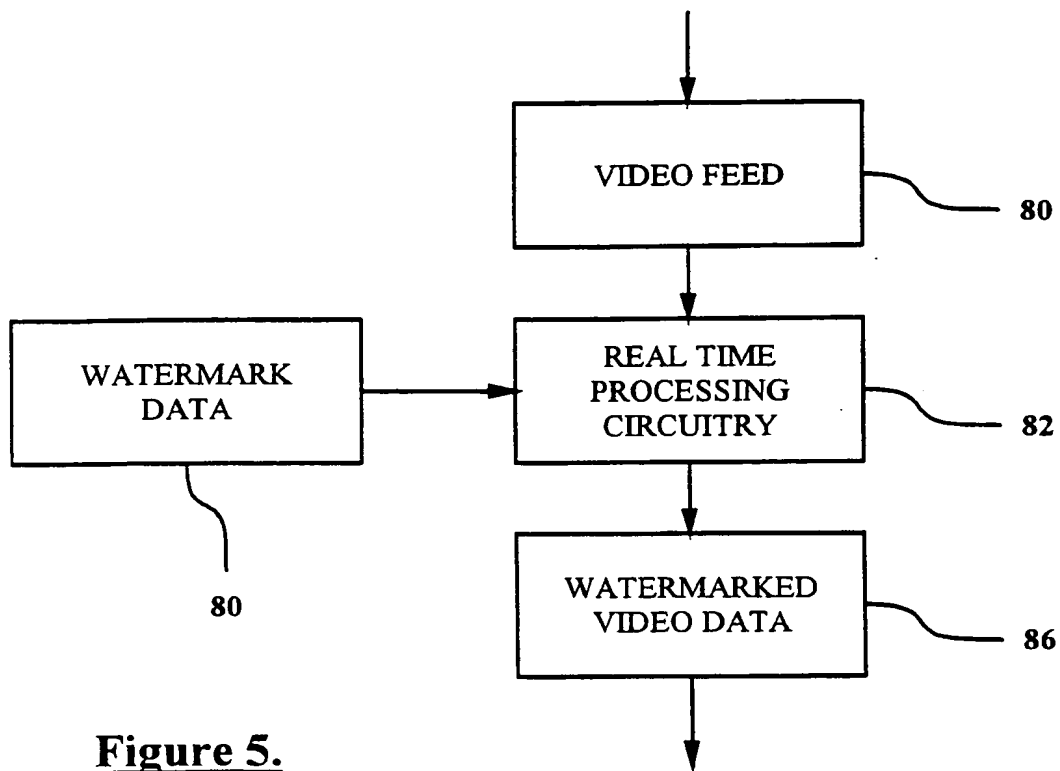 VIDEO FEED
80
WATERMARK
DATA
80
REAL TIME
PROCESSING
CIRCUITRY
82
WATERMARKED
VIDEO DATA
86
Figure 5.